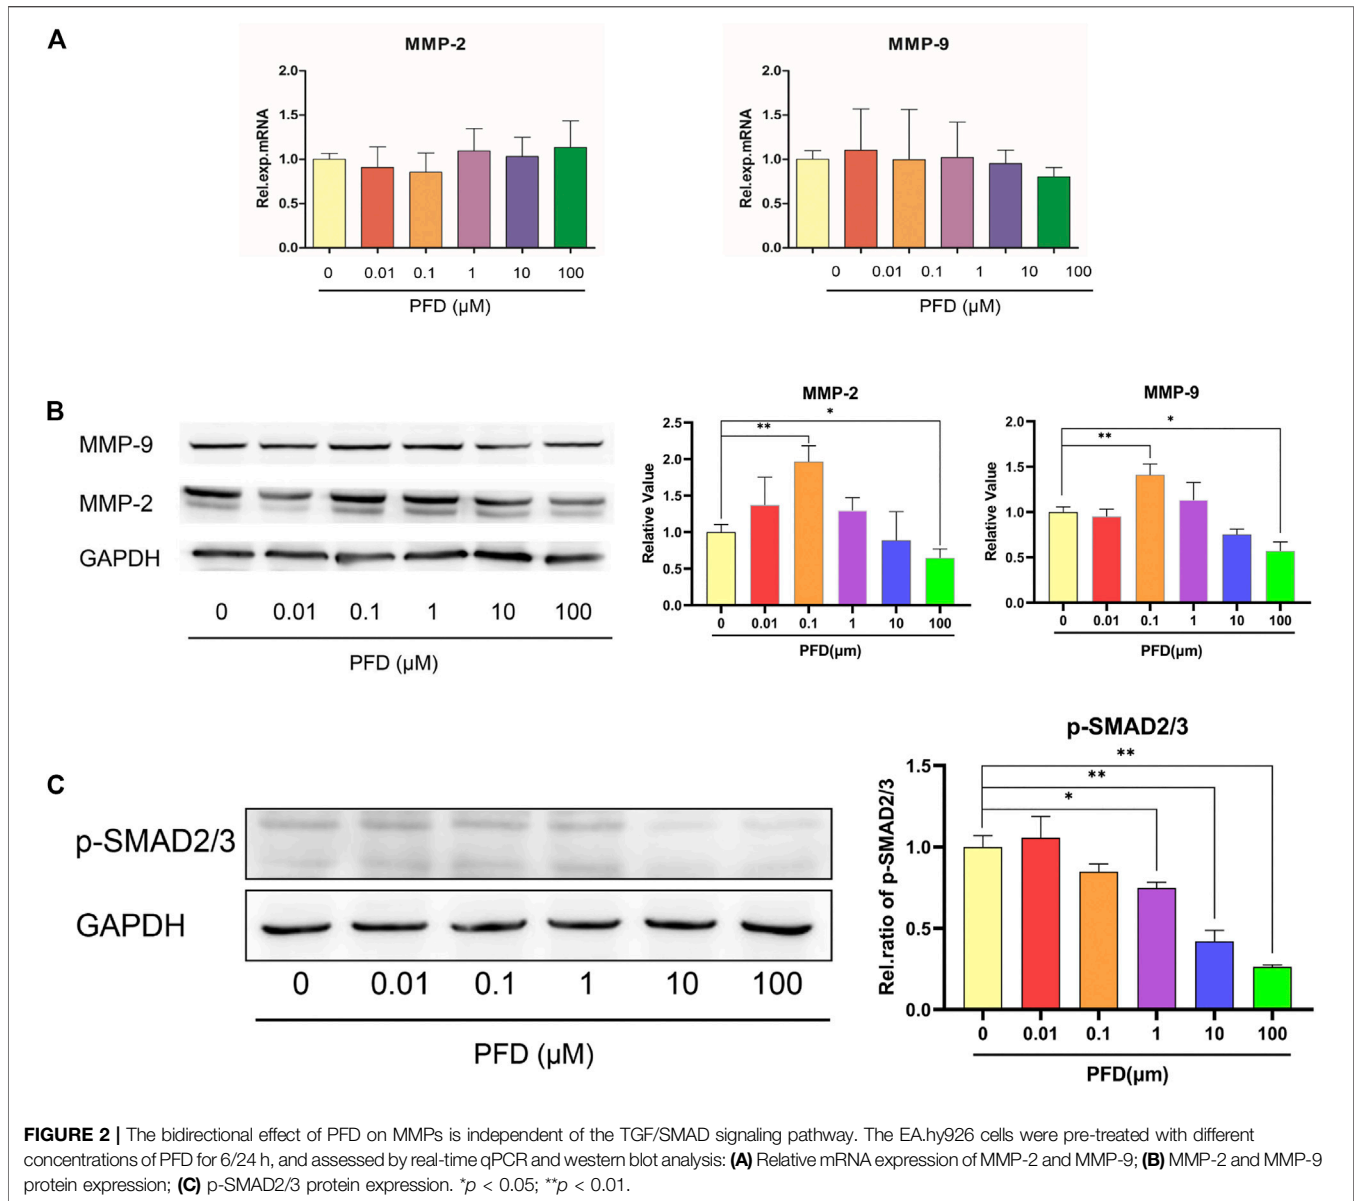 A
MMP-2
Rel.exp.mRNA
2.0
1.5
1.0
0.5
0.0
0 0.01 0.1 1 10 100
PFD (µM)
MMP-9
Rel.exp.mRNA
2.0
1.5
1.0
0.5
0.0
0 0.01 0.1 1 10 100
PFD (µM)
B
MMP-9
MMP-2
GAPDH
0 0.01 0.1 1 10 100
PFD (µM)
MMP-2
Relative Value
2.5
2.0
1.5
1.0
0.5
0.0
*
**
0 0.01 0.1 1 10 100
PFD(µm)
MMP-9
Relative Value
2.0
1.5
1.0
0.5
0.0
*
**
0 0.01 0.1 1 10 100
PFD(µm)
C
p-SMAD2/3
GAPDH
0 0.01 0.1 1 10 100
PFD (µM)
p-SMAD2/3
Rel.ratio of p-SMAD2/3
1.5
1.0
0.5
0.0
**
**
*
0 0.01 0.1 1 10 100
PFD(µm)
FIGURE 2 | The bidirectional effect of PFD on MMPs is independent of the TGF/SMAD signaling pathway. The EA.hy926 cells were pre-treated with different
concentrations of PFD for 6/24 h, and assessed by real-time qPCR and western blot analysis: (A) Relative mRNA expression of MMP-2 and MMP-9; (B) MMP-2 and MMP-9
protein expression; (C) p-SMAD2/3 protein expression. *p < 0.05; **p < 0.01.